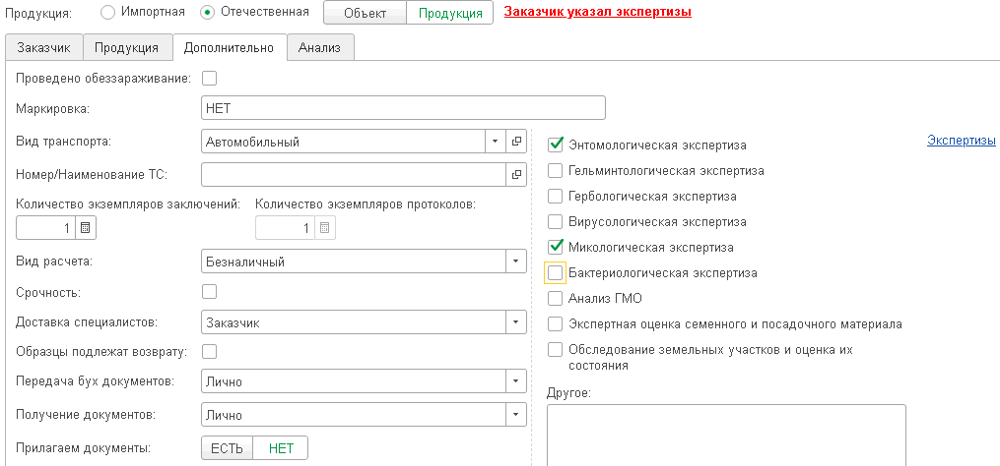 Продукция: Импортная Отечественная Объект Продукция Заказчик указал экспертизы
Заказчик Продукция Дополнительно Анализ
Проведено обеззараживание:
Маркировка: НЕТ
Вид транспорта: Автомобильный
Номер/Наименование ТС:
Количество экземпляров заключений: Количество экземпляров протоколов:
1 1
Вид расчета: Безналичный
Срочность:
Доставка специалистов: Заказчик
Образцы подлежат возврату:
Передача бух документов: Лично
Получение документов: Лично
Прилагаем документы: ЕСТЬ НЕТ
Энтомологическая экспертиза Экспертизы
Гельминтологическая экспертиза
Гербологическая экспертиза
Вирусологическая экспертиза
Микологическая экспертиза
Бактериологическая экспертиза
Анализ ГМО
Экспертная оценка семенного и посадочного материала
Обследование земельных участков и оценка их
состояния
Другое: